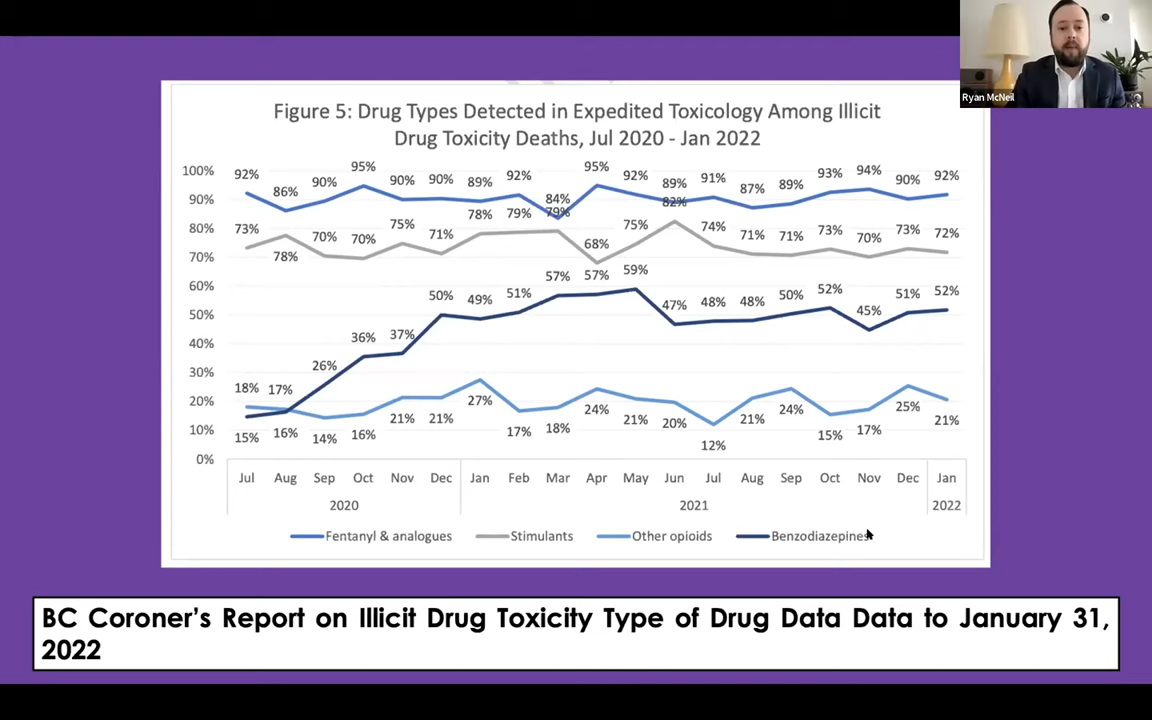 Ryan McNeil
Figure 5: Drug Types Detected in Expedited Toxicology Among Illicit
Drug Toxicity Deaths, Jul 2020 - Jan 2022
100%
90%
80%
70%
60%
50%
40%
30%
20%
10%
0%
92% 86% 90% 95% 90% 90% 89% 92% 84% 95% 92% 89% 91% 87% 89% 93% 94% 90% 92%
73% 78% 70% 70% 75% 71% 78% 79% 79% 68% 75% 82% 74% 71% 71% 73% 70% 73% 72%
15% 16% 26% 36% 37% 50% 49% 51% 57% 57% 59% 47% 48% 48% 50% 52% 45% 51% 52%
18% 17% 14% 16% 21% 21% 27% 17% 18% 24% 21% 20% 12% 21% 24% 15% 17% 25% 21%
Jul Aug Sep Oct Nov Dec Jan Feb Mar Apr May Jun Jul Aug Sep Oct Nov Dec Jan
2020 2021 2022
Fentanyl & analogues Stimulants Other opioids Benzodiazepines
BC Coroner's Report on Illicit Drug Toxicity Type of Drug Data Data to January 31,
2022